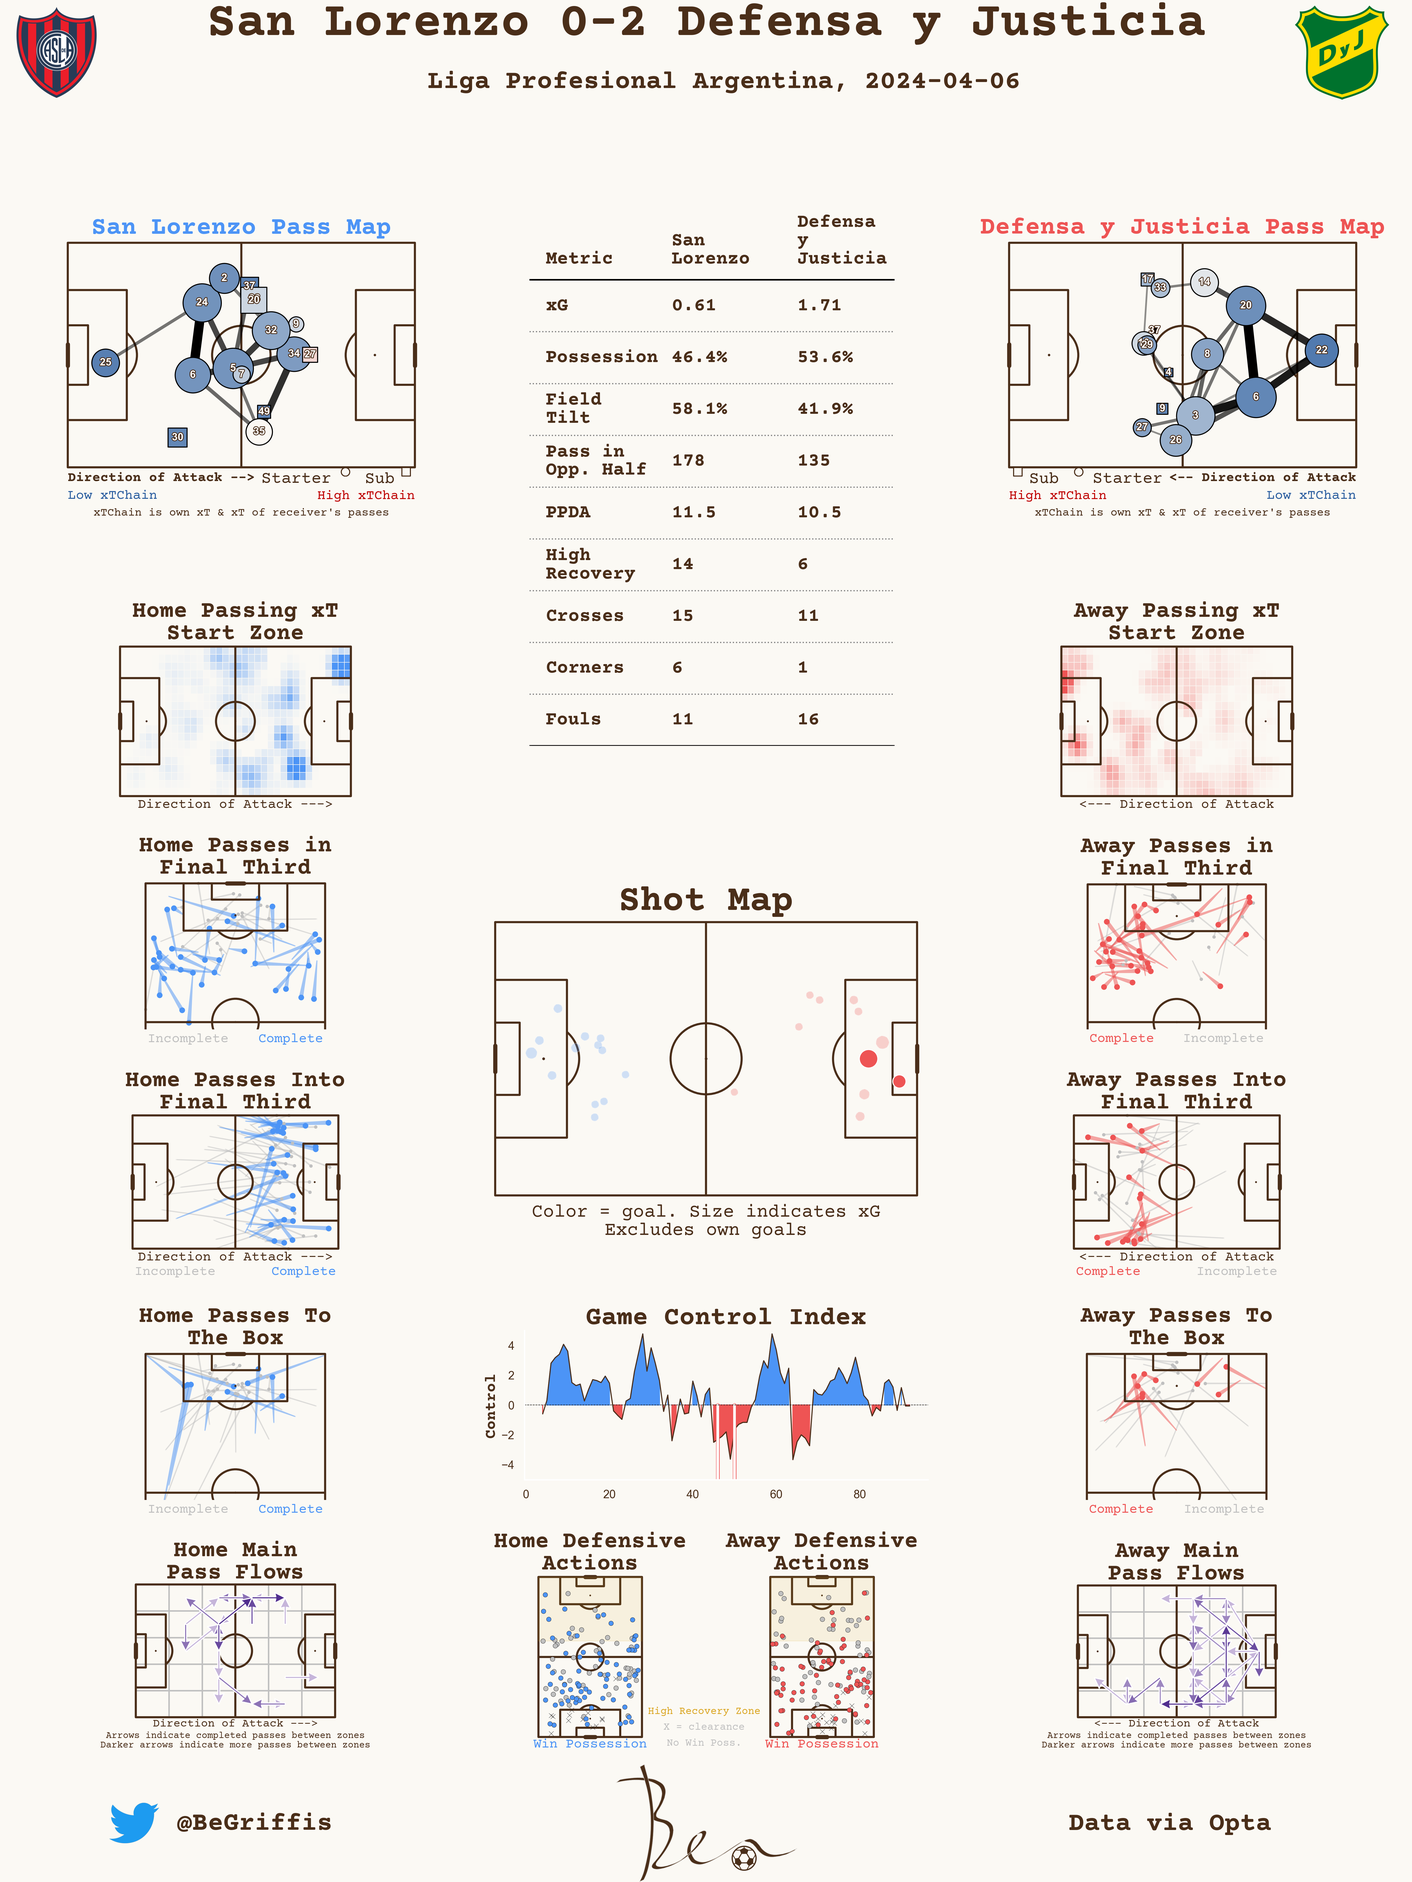 San Lorenzo 0-2 Defensa y Justicia
Liga Profesional Argentina, 2024-04-06
CASLA
DyJ
San Lorenzo Pass Map
2
37
24
20
32
9
34
27
25
6
5
7
49
35
30
Direction of Attack --> Starter Sub
Low xTChain High xTChain
xTChain is own xT & xT of receiver's passes
Metric San Lorenzo Defensa y Justicia
xG 0.61 1.71
Possession 46.4% 53.6%
Field Tilt 58.1% 41.9%
Pass in Opp. Half 178 135
PPDA 11.5 10.5
High Recovery 14 6
Crosses 15 11
Corners 6 1
Fouls 11 16
Defensa y Justicia Pass Map
17
33
14
20
37
29
8
22
4
9
6
3
27
26
Sub Starter <-- Direction of Attack
High xTChain Low xTChain
xTChain is own xT & xT of receiver's passes
Home Passing xT
Start Zone
Direction of Attack --->
Away Passing xT
Start Zone
<--- Direction of Attack
Home Passes in
Final Third
Incomplete Complete
Away Passes in
Final Third
Complete Incomplete
Shot Map
Color = goal. Size indicates xG
Excludes own goals
Home Passes Into
Final Third
Direction of Attack --->
Incomplete Complete
Away Passes Into
Final Third
<--- Direction of Attack
Complete Incomplete
Home Passes To
The Box
Incomplete Complete
Game Control Index
Control
4
2
0
−2
−4
0 20 40 60 80
Away Passes To
The Box
Complete Incomplete
Home Main
Pass Flows
Direction of Attack --->
Arrows indicate completed passes between zones
Darker arrows indicate more passes between zones
Home Defensive
Actions
Win Possession
High Recovery Zone
X = clearance
No Win Poss.
Away Defensive
Actions
Win Possession
Away Main
Pass Flows
<--- Direction of Attack
Arrows indicate completed passes between zones
Darker arrows indicate more passes between zones
@BeGriffis
Ben
Data via Opta